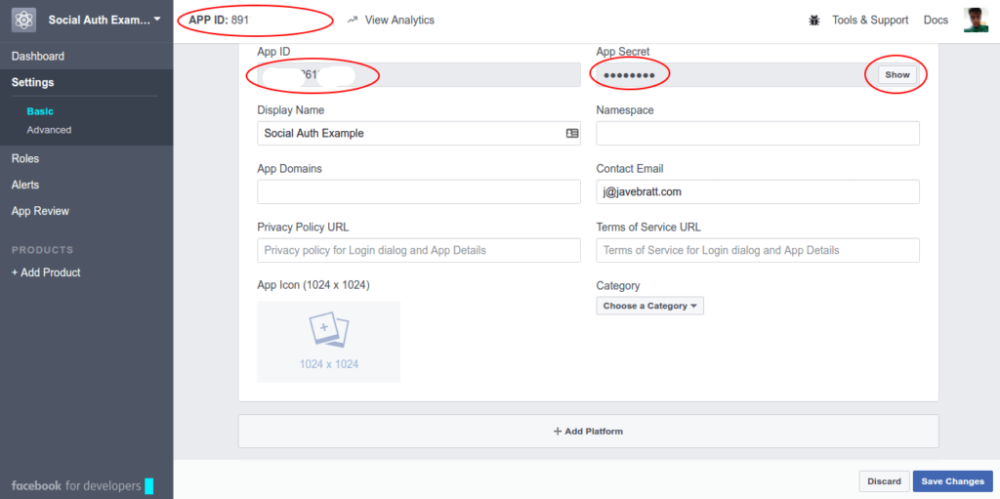 Social Auth Exam...
APP ID: 891
View Analytics
Tools & Support
Docs
Dashboard
Settings
Basic
Advanced
Roles
Alerts
App Review
PRODUCTS
+ Add Product
App ID
App Secret
●●●●●●●●
Show
Display Name
Namespace
Social Auth Example
App Domains
Contact Email
j@javebratt.com
Privacy Policy URL
Terms of Service URL
Privacy policy for Login dialog and App Details
Terms of Service for Login dialog and App Details
App Icon (1024 x 1024)
Category
Choose a Category
1024 x 1024
+ Add Platform
facebook for developers
Discard
Save Changes